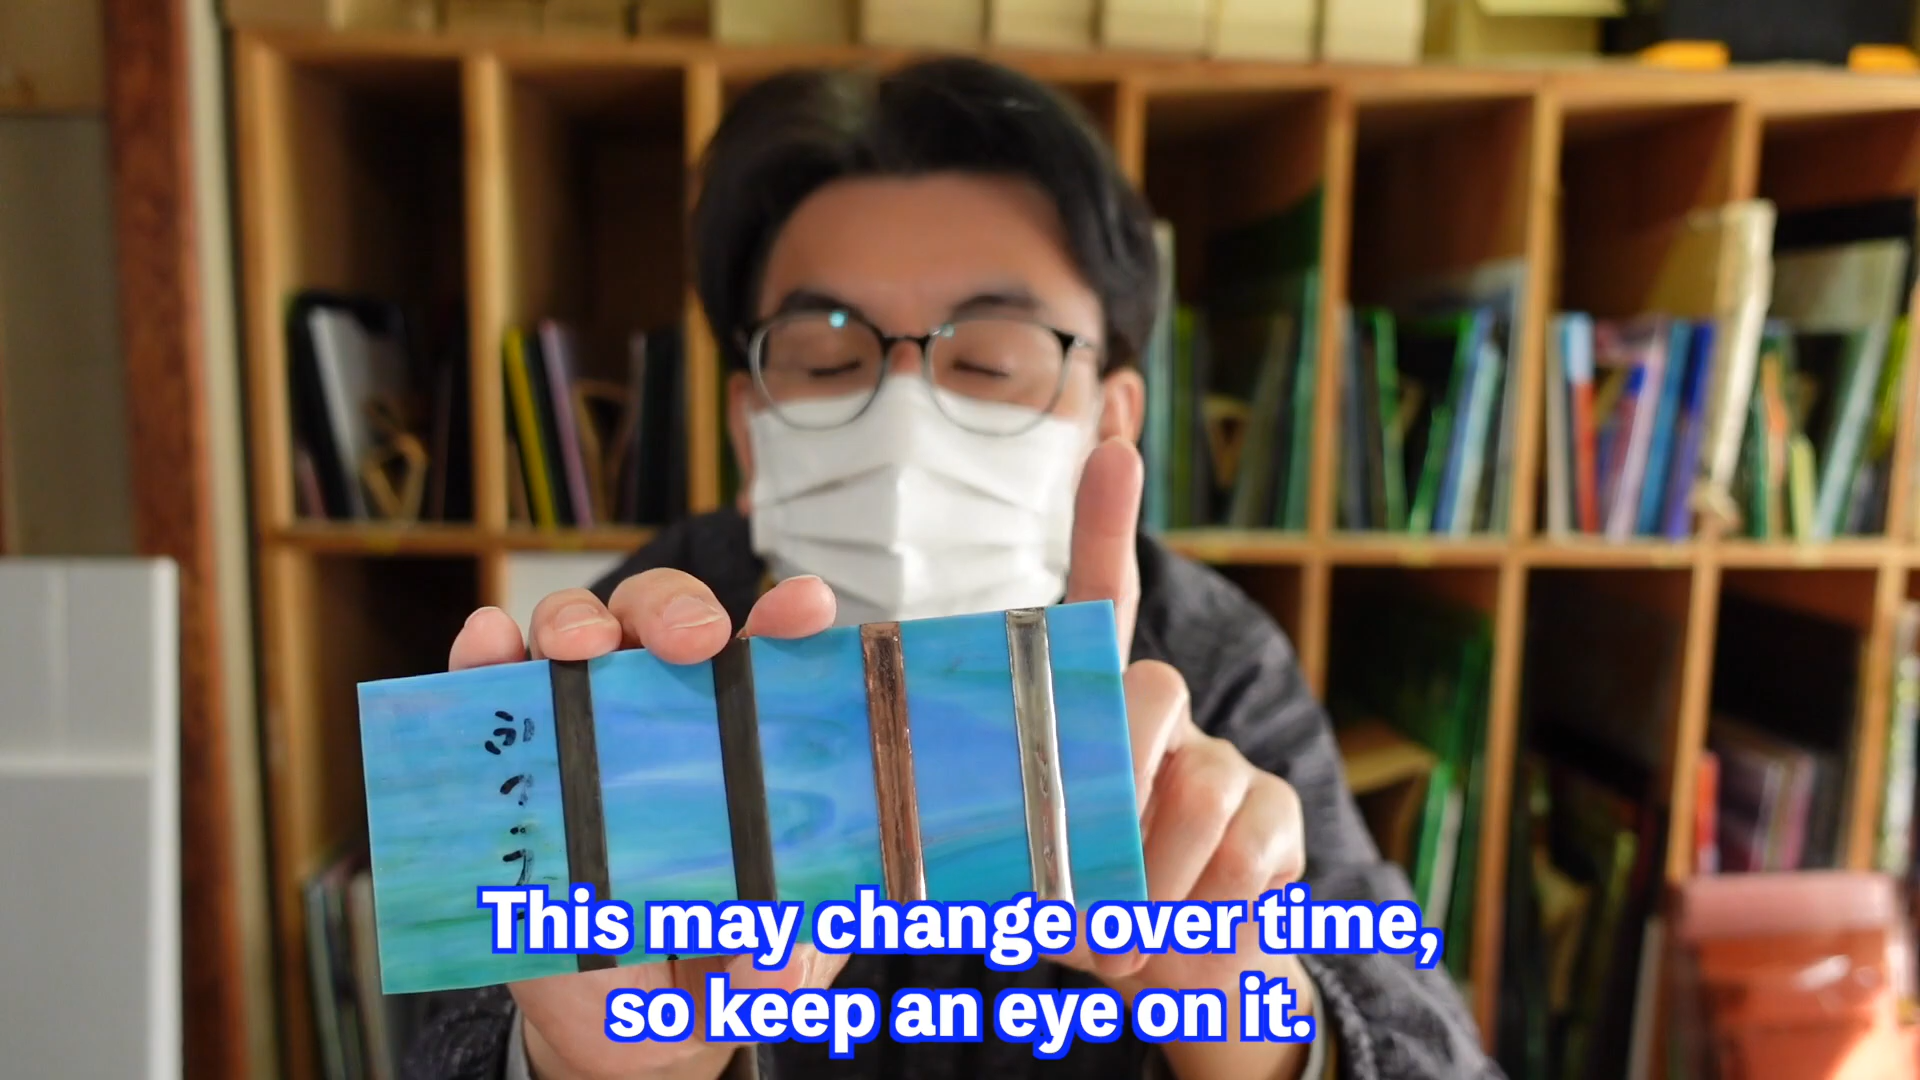 This may change over time,
so keep an eye on it.